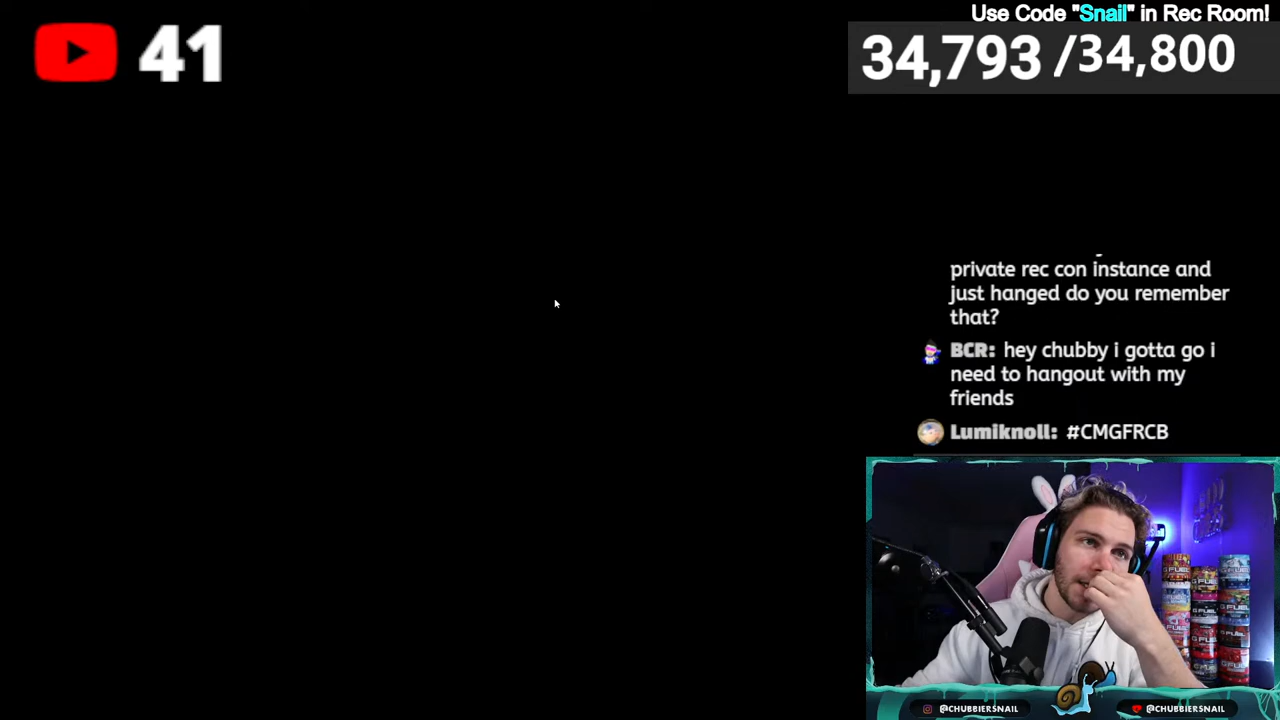 Use Code "Snail" in Rec Room!
41
34,793 /34,800
private rec con instance and
just hanged do you remember
that?
BCR: hey chubby i gotta go i
need to hangout with my
friends
Lumiknoll: #CMGFRCB
G FUEL
@CHUBBIERSNAIL
@CHUBBIERSNAIL